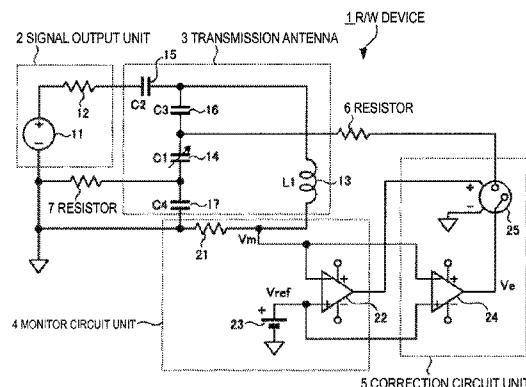 1 R/W DEVICE
2 SIGNAL OUTPUT UNIT
3 TRANSMISSION ANTENNA
15
C2
12
C3
16
6 RESISTOR
11
C1
14
L1
13
7 RESISTOR
C4
17
21
Vm
+
−
25
Vref
Ve
4 MONITOR CIRCUIT UNIT
23
22
24
5 CORRECTION CIRCUIT UNIT